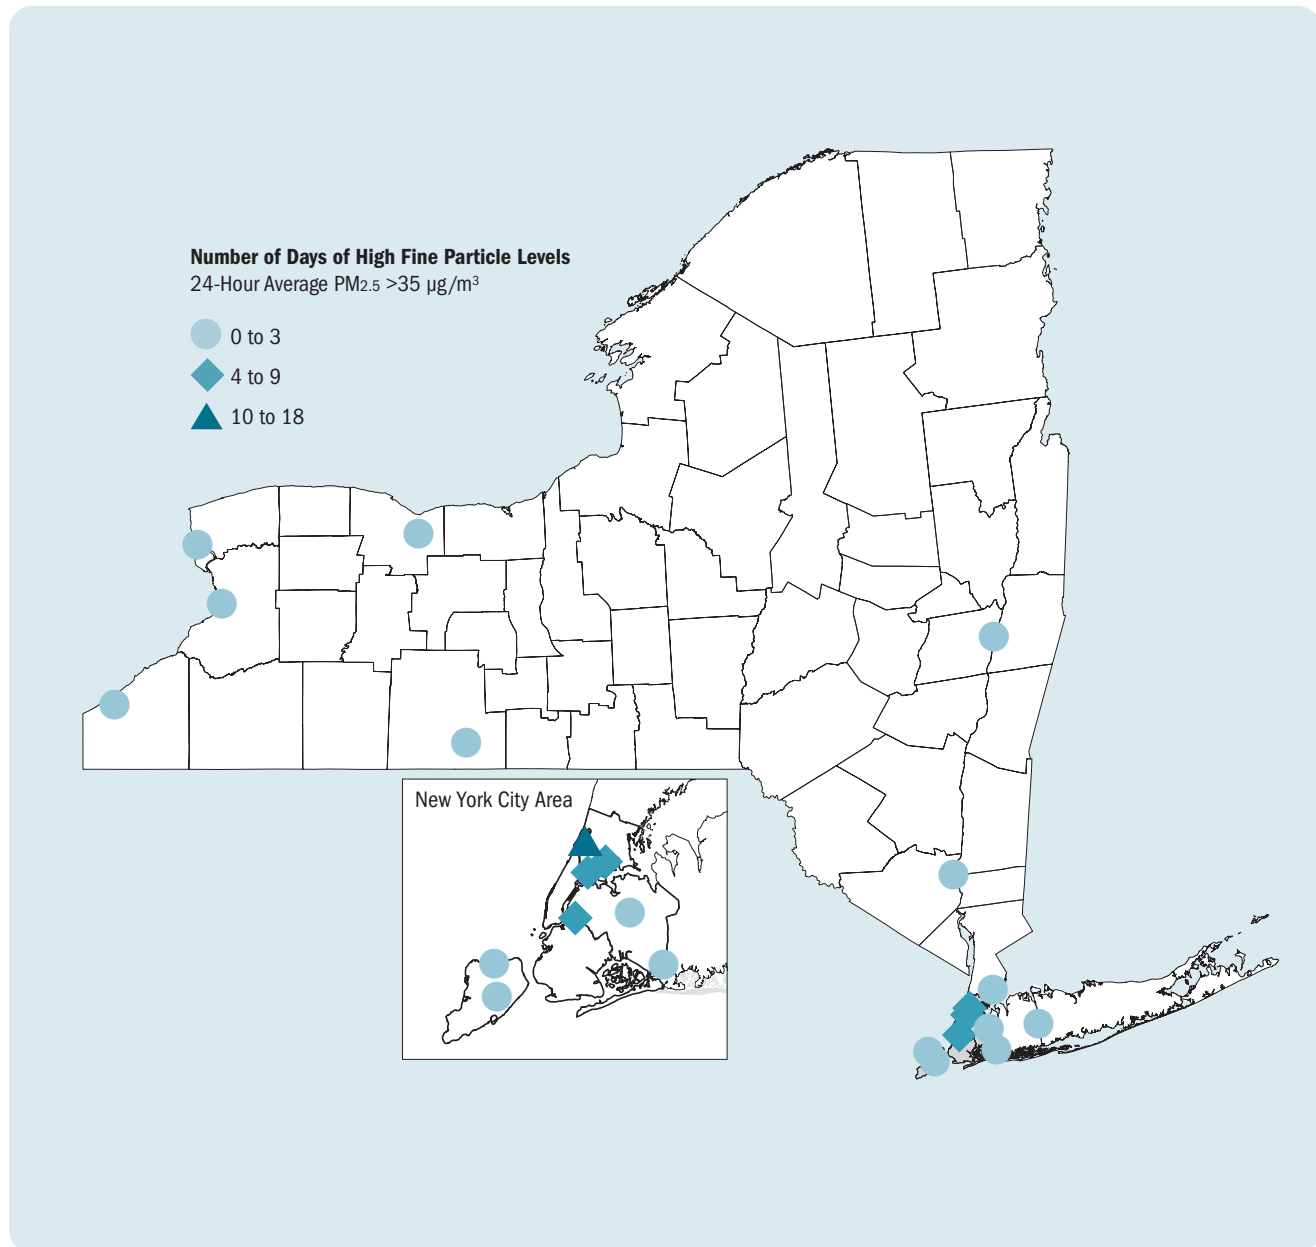 Number of Days of High Fine Particle Levels
24-Hour Average PM2.5 >35 µg/m³
0 to 3
4 to 9
10 to 18
New York City Area